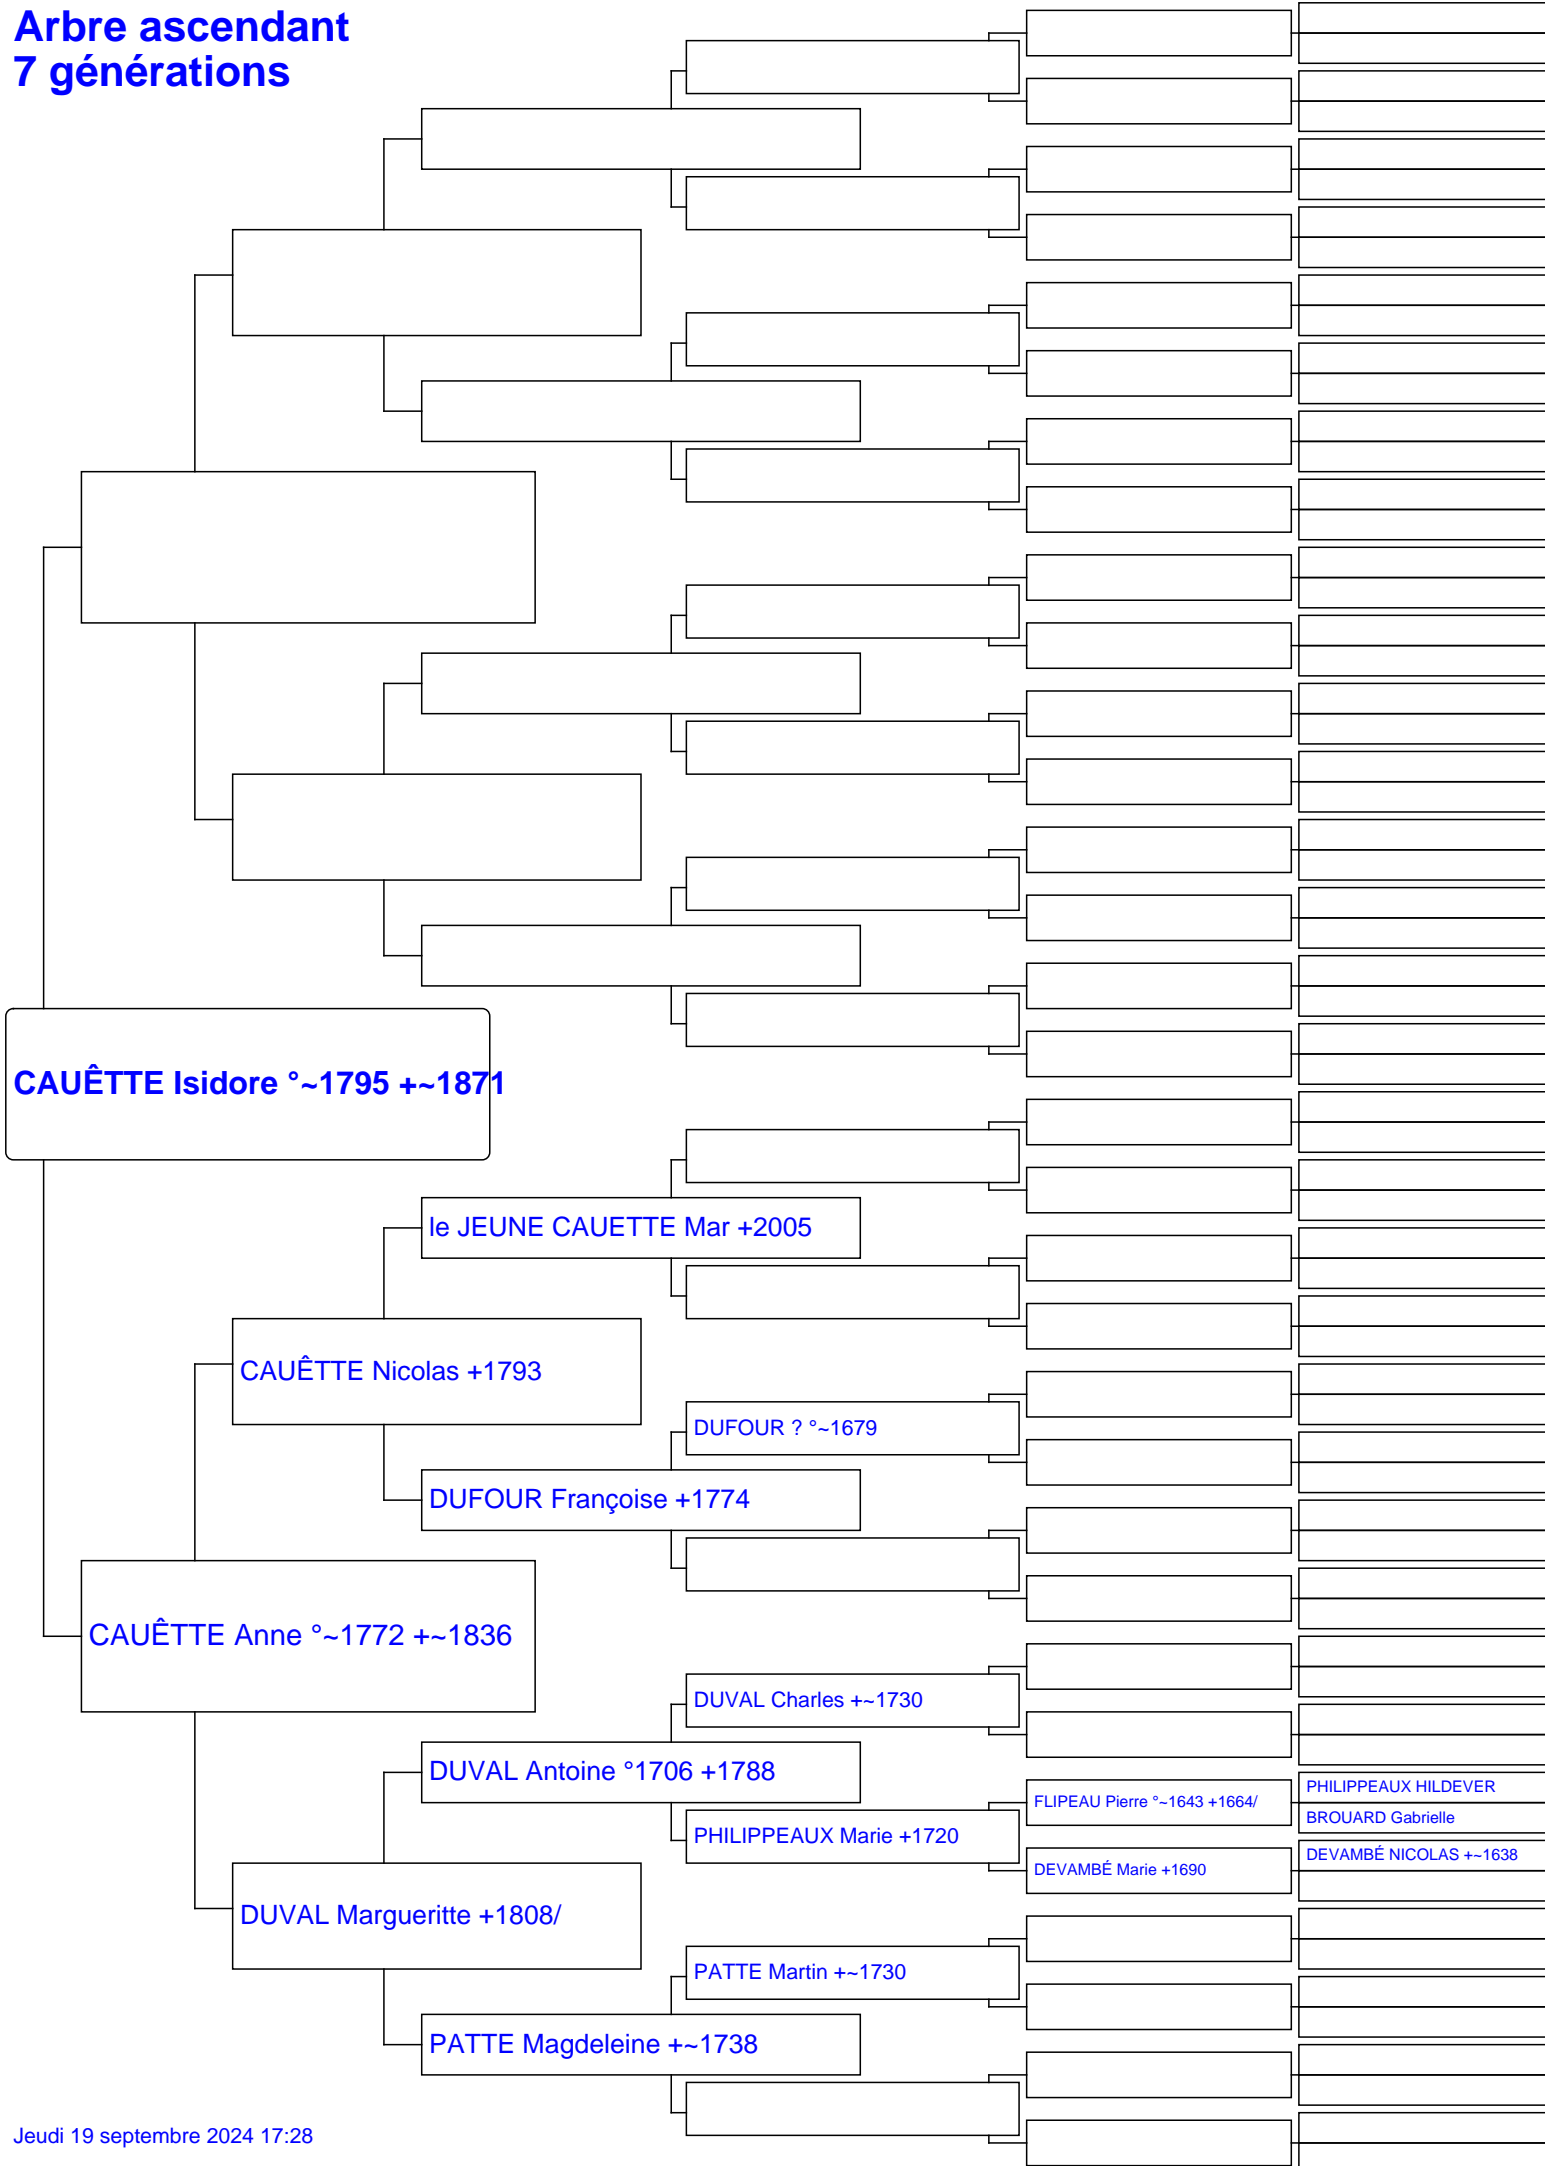 Arbre ascendant
7 générations
CAUÊTTE Isidore °~1795 +~1871
le JEUNE CAUETTE Mar +2005
CAUÊTTE Nicolas +1793
DUFOUR ? °~1679
DUFOUR Françoise +1774
CAUÊTTE Anne °~1772 +~1836
DUVAL Charles +~1730
DUVAL Antoine °1706 +1788
PHILIPPEAUX HILDEVER
FLIPEAU Pierre °~1643 +1664/
BROUARD Gabrielle
PHILIPPEAUX Marie +1720
DEVAMBÉ NICOLAS +~1638
DEVAMBÉ Marie +1690
DUVAL Margueritte +1808/
PATTE Martin +~1730
PATTE Magdeleine +~1738
Jeudi 19 septembre 2024 17:28